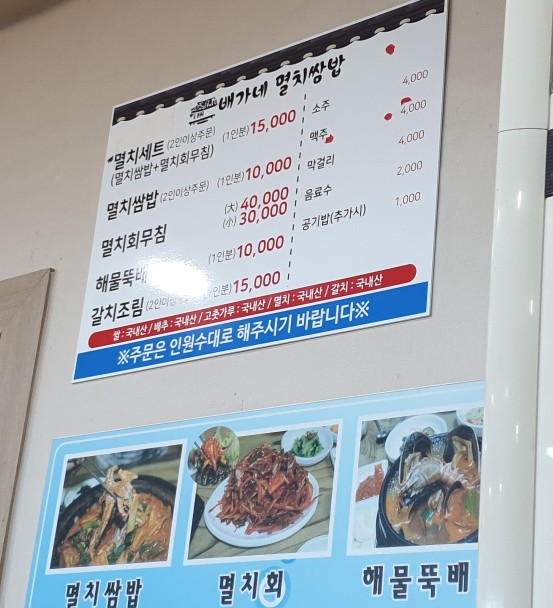 배가네 멸치쌈밥
멸치세트 (2인이상주문) (1인분) 15,000
(멸치쌈밥+멸치회무침)
멸치쌈밥 (2인이상주문) (1인분) 10,000
멸치회무침 (大) 40,000
(小) 30,000
해물뚝배 (1인분) 10,000
갈치조림 (2인이상 15,000
소주 4,000
맥주 4,000
막걸리 4,000
음료수 2,000
공기밥(추가시) 1,000
쌀 : 국내산 / 배추 : 국내산 / 고춧가루 : 국내산 / 멸치 : 국내산 / 갈치 : 국내산
※주문은 인원수대로 해주시기 바랍니다※
멸치쌈밥
멸치회
해물뚝배